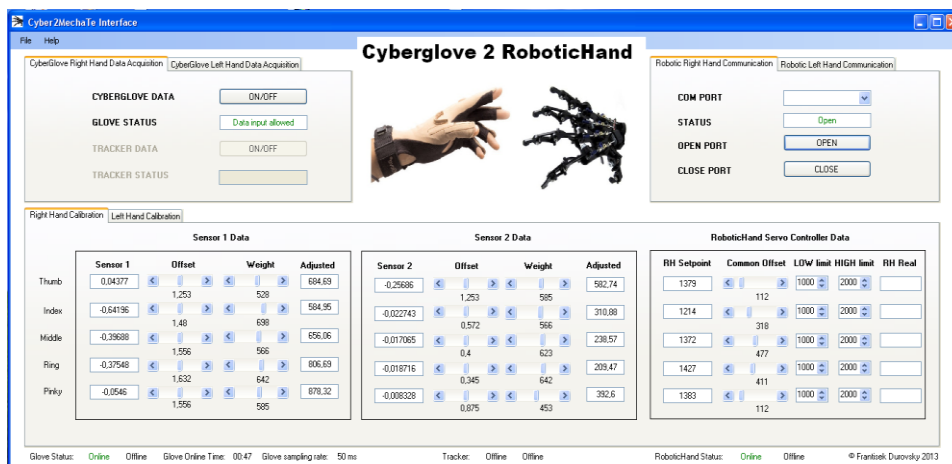 Cyber2MechaTe Interface
File Help
Cyberglove 2 RoboticHand
CyberGlove Right Hand Data Acquisition CyberGlove Left Hand Data Acquisition
CYBERGLOVE DATA ON/OFF
GLOVE STATUS Data input allowed
TRACKER DATA ON/OFF
TRACKER STATUS
Robotic Right Hand Communication Robotic Left Hand Communication
COM PORT
STATUS Open
OPEN PORT OPEN
CLOSE PORT CLOSE
Right Hand Calibration Left Hand Calibration
Sensor 1 Data Sensor 2 Data RoboticHand Servo Controller Data
Sensor 1 Offset Weight Adjusted Sensor 2 Offset Weight Adjusted RH Setpoint Common Offset LOW limit HIGH limit RH Real
Thumb 0,04377 684,69 -0,25686 582,74 1379 1000 2000
1,253 528 1,253 585 112
Index -0,64196 584,95 -0,022743 310,88 1214 1000 2000
1,48 698 0,572 566 318
Middle -0,39688 656,06 -0,017065 238,57 1372 1000 2000
1,556 566 0,4 623 477
Ring -0,37548 806,69 -0,018716 209,47 1427 1000 2000
1,632 642 0,345 642 411
Pinky -0,0546 878,32 -0,008328 392,6 1383 1000 2000
1,556 585 0,875 453 112
Glove Status: Online Offline Glove Online Time: 00:47 Glove sampling rate: 50 ms Tracker: Offline Offline RoboticHand Status: Online Offline © Frantisek Durovsky 2013